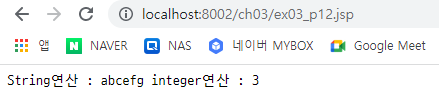 localhost:8002/ch03/ex03_p12.jsp
앱 NAVER NAS 네이버 MYBOX Google Meet
String연산 : abcefg integer연산 : 3